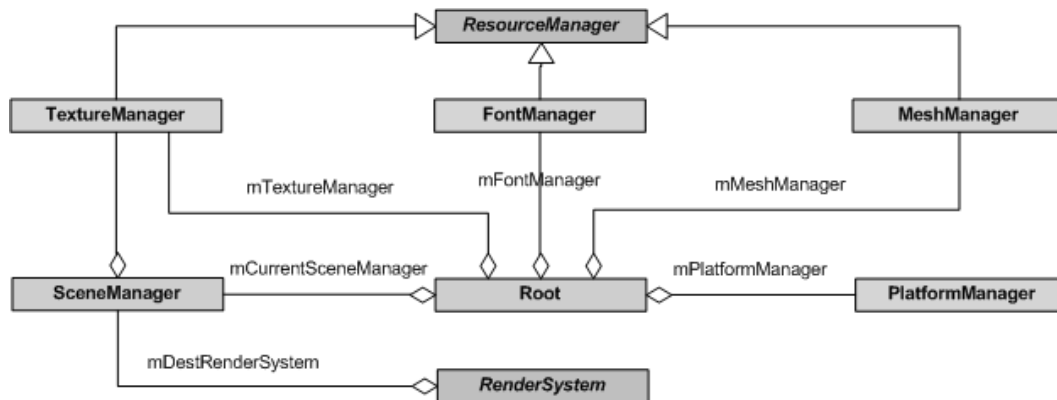 ResourceManager
TextureManager
FontManager
MeshManager
mTextureManager
mFontManager
mMeshManager
mCurrentSceneManager
mPlatformManager
SceneManager
Root
PlatformManager
mDestRenderSystem
RenderSystem